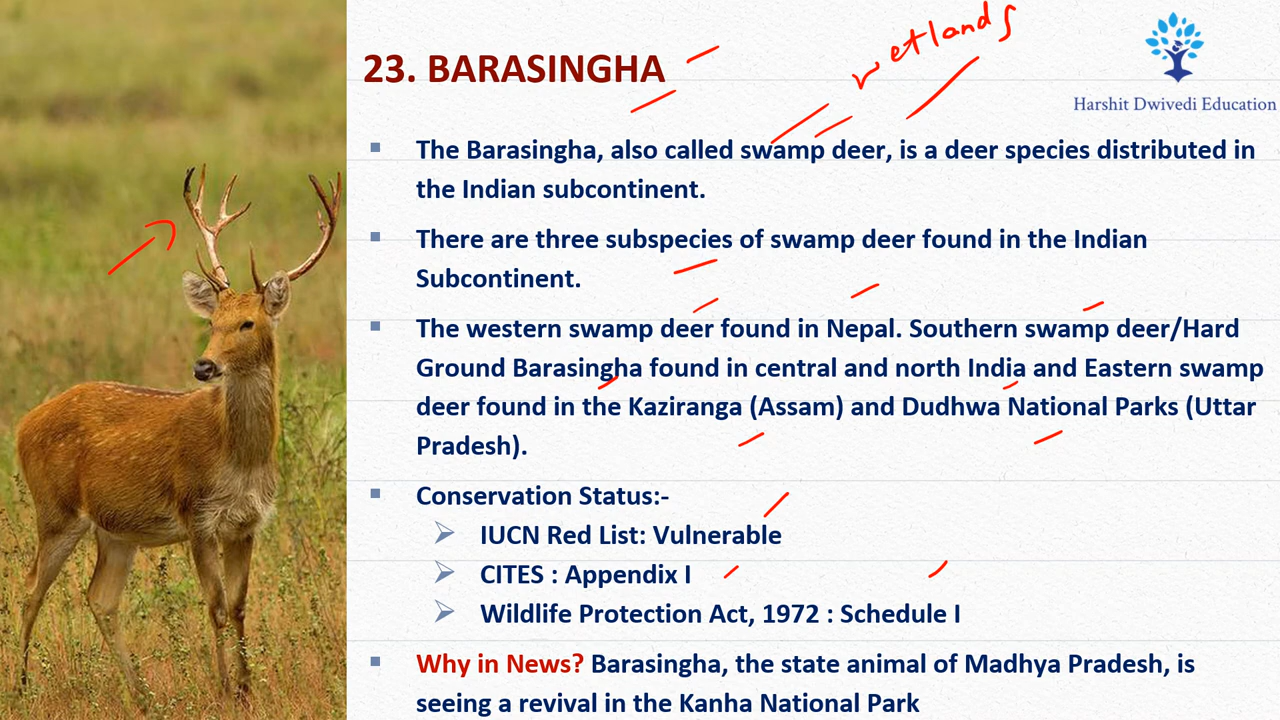 23. BARASINGHA
wetlands
Harshit Dwivedi Education
The Barasingha, also called swamp deer, is a deer species distributed in
the Indian subcontinent.
There are three subspecies of swamp deer found in the Indian
Subcontinent.
The western swamp deer found in Nepal. Southern swamp deer/Hard
Ground Barasingha found in central and north India and Eastern swamp
deer found in the Kaziranga (Assam) and Dudhwa National Parks (Uttar
Pradesh).
Conservation Status:-
IUCN Red List: Vulnerable
CITES : Appendix I
Wildlife Protection Act, 1972 : Schedule I
Why in News? Barasingha, the state animal of Madhya Pradesh, is
seeing a revival in the Kanha National Park